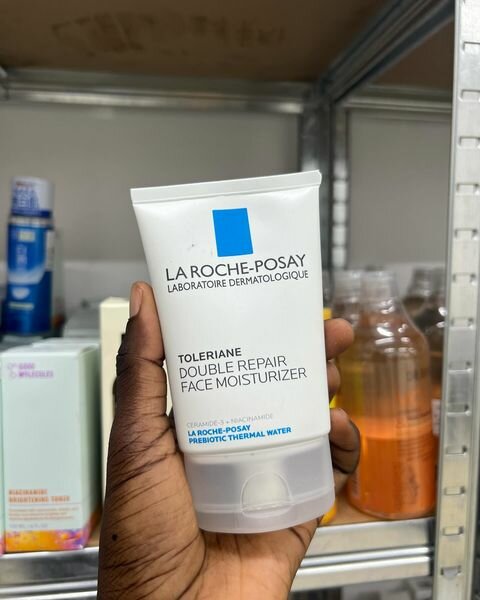 LA ROCHE-POSAY
LABORATOIRE DERMATOLOGIQUE
TOLERIANE
DOUBLE REPAIR
FACE MOISTURIZER
CERAMIDE-3 + NIACINAMIDE
LA ROCHE-POSAY
PREBIOTIC THERMAL WATER
GOOD
MOLECULES
NIACINAMIDE
BRIGHTENING TONER